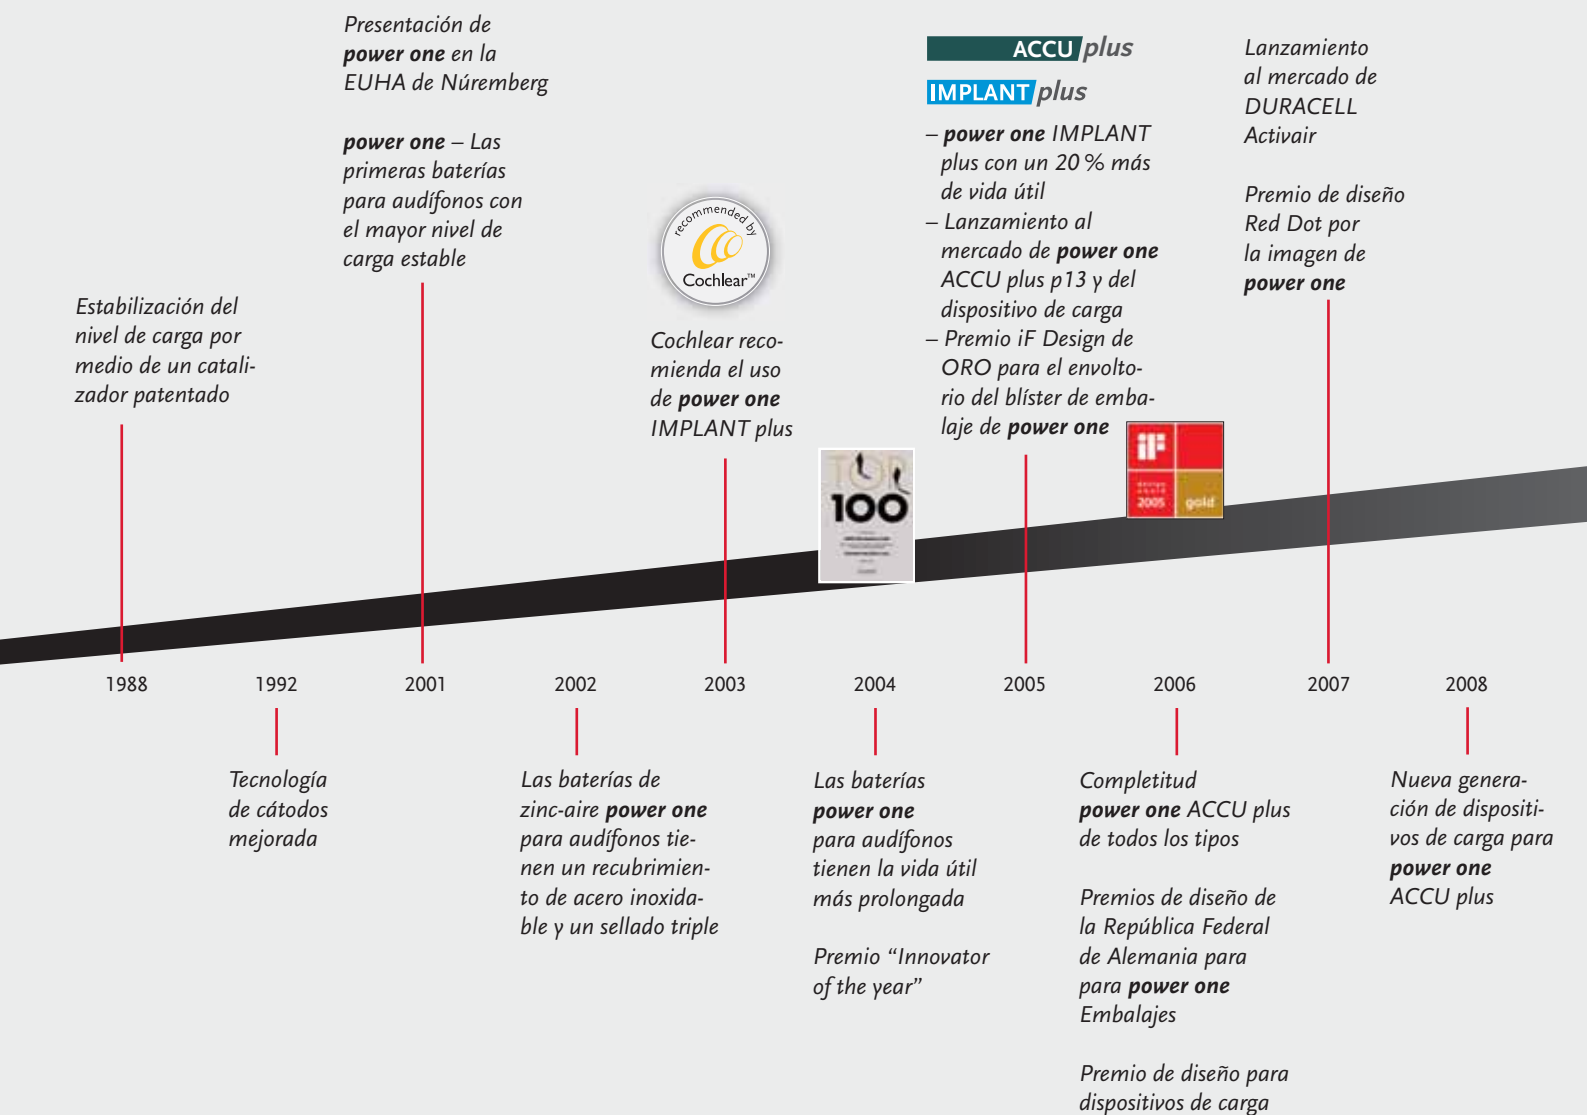 Presentación de
power one en la
EUHA de Núremberg
power one – Las
primeras baterías
para audífonos con
el mayor nivel de
carga estable
Estabilización del
nivel de carga por
medio de un catali-
zador patentado
recommended by
Cochlear™
Cochlear reco-
mienda el uso
de power one
IMPLANT plus
ACCU plus
IMPLANT plus
– power one IMPLANT
plus con un 20 % más
de vida útil
– Lanzamiento al
mercado de power one
ACCU plus p13 y del
dispositivo de carga
– Premio iF Design de
ORO para el envolto-
rio del blíster de emba-
laje de power one
Lanzamiento
al mercado de
DURACELL
Activair
Premio de diseño
Red Dot por
la imagen de
power one
TOP
100
iF
design
award
2005
gold
1988 1992 2001 2002 2003 2004 2005 2006 2007 2008
Tecnología
de cátodos
mejorada
Las baterías de
zinc-aire power one
para audífonos tie-
nen un recubrimien-
to de acero inoxida-
ble y un sellado triple
Las baterías
power one
para audífonos
tienen la vida útil
más prolongada
Premio “Innovator
of the year”
Completitud
power one ACCU plus
de todos los tipos
Premios de diseño de
la República Federal
de Alemania para
para power one
Embalajes
Premio de diseño para
dispositivos de carga
Nueva genera-
ción de dispositi-
vos de carga para
power one
ACCU plus